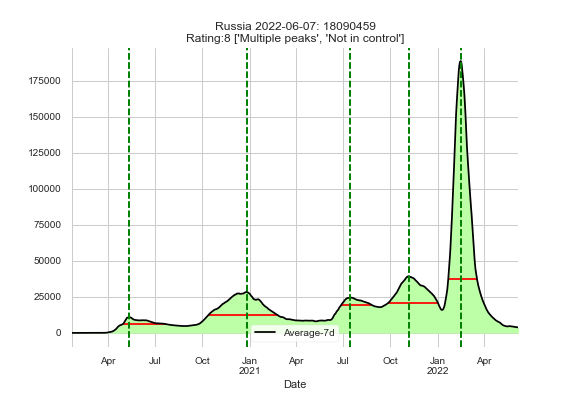 Russia 2022-06-07: 18090459
Rating:8 ['Multiple peaks', 'Not in control']
175000
150000
125000
100000
75000
50000
25000
0
Average-7d
Apr Jul Oct Jan Apr Jul Oct Jan Apr
2021 2022
Date